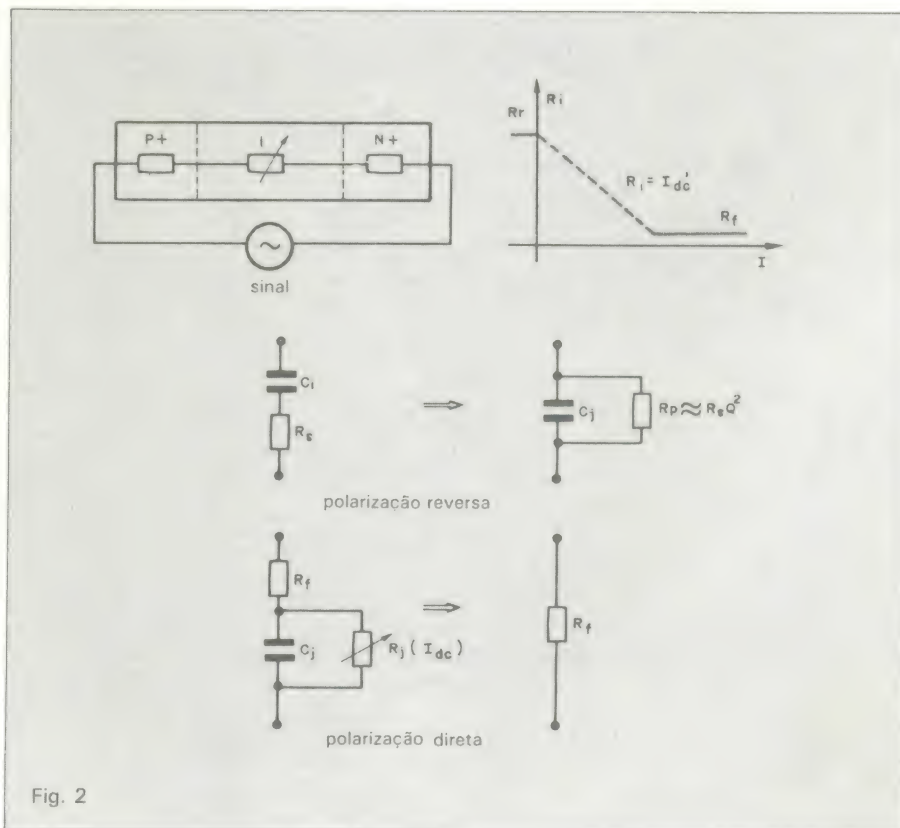 P+ I N+
sinal
Rr Ri
Ri = Idc'
Rf
I
Ci
Rs
Cj Rp ≈ RsQ²
polarização reversa
Rf
Cj Rj (Idc)
Rf
polarização direta
Fig. 2